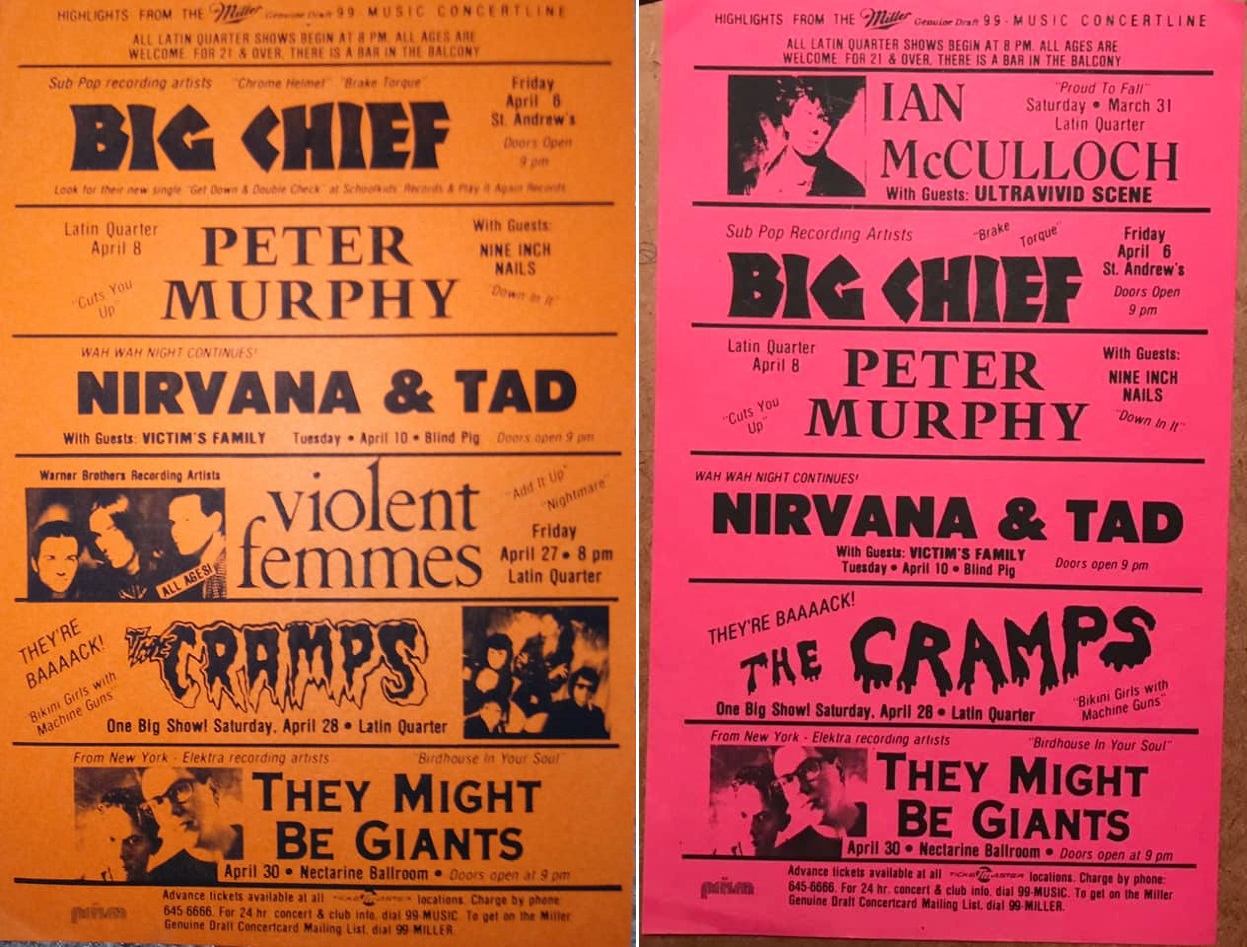 HIGHLIGHTS FROM THE Miller Genuine Draft 99-MUSIC CONCERTLINE
ALL LATIN QUARTER SHOWS BEGIN AT 8 PM. ALL AGES ARE
WELCOME. FOR 21 & OVER, THERE IS A BAR IN THE BALCONY
Sub Pop recording artists "Chrome Helmet" "Brake Torque"
BIG CHIEF
Friday
April 6
St. Andrew's
Doors Open
9 pm
Look for their new single "Get Down & Double Check" at Schoolkids Records & Play It Again Records
Latin Quarter
April 8
"Cuts You
Up"
PETER
MURPHY
With Guests:
NINE INCH
NAILS
"Down In It"
WAH WAH NIGHT CONTINUES!
NIRVANA & TAD
With Guests: VICTIM'S FAMILY Tuesday • April 10 • Blind Pig Doors open 9 pm
Warner Brothers Recording Artists
ALL AGES!
violent
femmes
"Add It Up"
"Nightmare"
Friday
April 27 • 8 pm
Latin Quarter
THEY'RE
BAAAACK!
THE CRAMPS
"Bikini Girls with
Machine Guns"
One Big Show! Saturday, April 28 • Latin Quarter
From New York - Elektra recording artists "Birdhouse In Your Soul"
THEY MIGHT
BE GIANTS
April 30 • Nectarine Ballroom • Doors open at 9 pm
prism
Advance tickets available at all TICKETMASTER locations. Charge by phone:
645-6666. For 24 hr. concert & club info, dial 99-MUSIC. To get on the Miller
Genuine Draft Concertcard Mailing List, dial 99-MILLER.
HIGHLIGHTS FROM THE Miller Genuine Draft 99-MUSIC CONCERTLINE
ALL LATIN QUARTER SHOWS BEGIN AT 8 PM. ALL AGES ARE
WELCOME. FOR 21 & OVER, THERE IS A BAR IN THE BALCONY
IAN
McCULLOCH
"Proud To Fall"
Saturday • March 31
Latin Quarter
With Guests: ULTRAVIVID SCENE
Sub Pop Recording Artists "Brake Torque"
BIG CHIEF
Friday
April 6
St. Andrew's
Doors Open
9 pm
Latin Quarter
April 8
"Cuts You
Up"
PETER
MURPHY
With Guests:
NINE INCH
NAILS
"Down In It"
WAH WAH NIGHT CONTINUES!
NIRVANA & TAD
With Guests: VICTIM'S FAMILY
Tuesday • April 10 • Blind Pig
Doors open 9 pm
THEY'RE BAAAACK!
THE CRAMPS
One Big Show! Saturday, April 28 • Latin Quarter
"Bikini Girls with
Machine Guns"
From New York - Elektra recording artists "Birdhouse In Your Soul"
THEY MIGHT
BE GIANTS
April 30 • Nectarine Ballroom • Doors open at 9 pm
prism
Advance tickets available at all TICKETMASTER locations. Charge by phone:
645-6666. For 24 hr. concert & club info, dial 99-MUSIC. To get on the Miller
Genuine Draft Concertcard Mailing List, dial 99-MILLER.